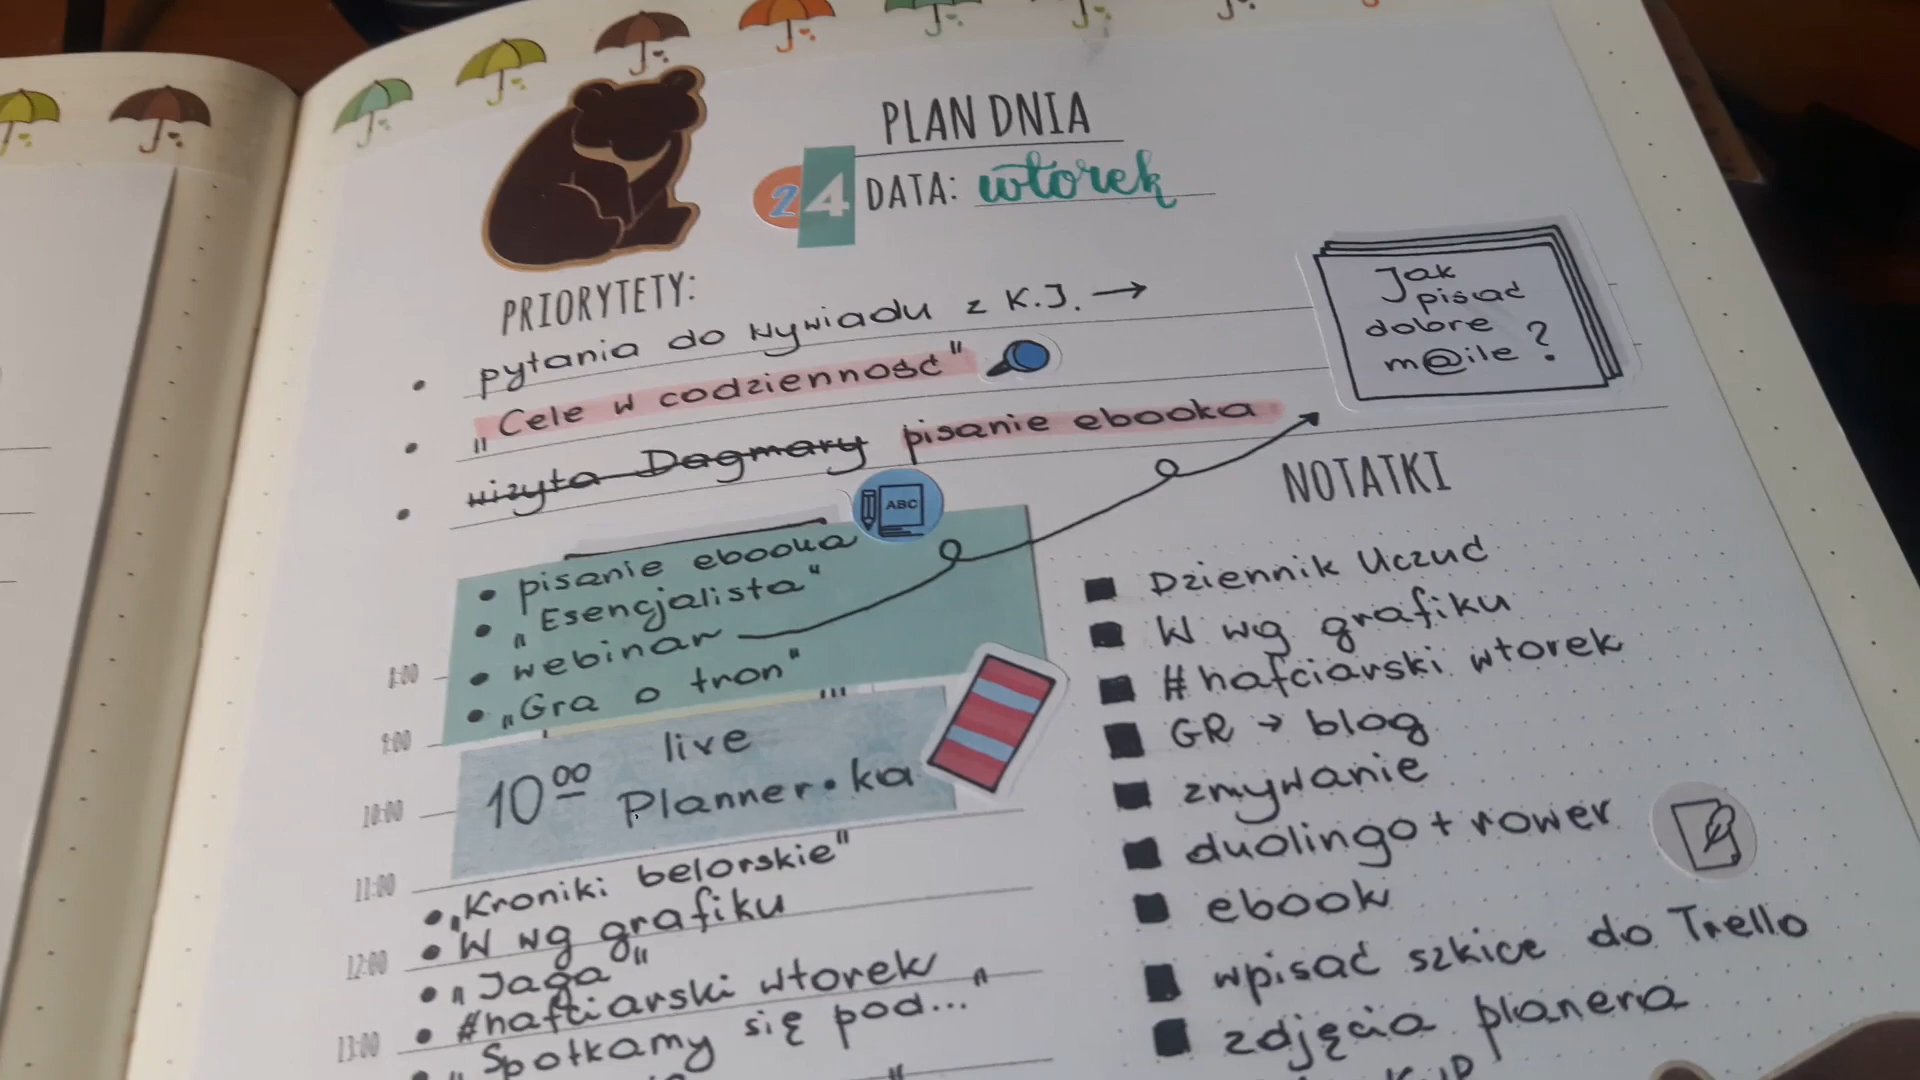 PLAN DNIA
24 DATA: wtorek
PRIORYTETY:
• pytania do wywiadu z K.J. →
• „Cele w codzienność"
• wizyta Dagmary pisanie ebooka
Jak
pisać
dobre
m@ile?
ABC
• pisanie ebooka
• „Esencjalista"
• webinar
• „Gra o tron"
8:00
9:00
10:00
11:00
12:00
13:00
10⁰⁰ live
Planner•ka
• „Kroniki belorskie"
• W wg grafiku
• „Jaga"
• #hafciarski wtorek
• „Spotkamy się pod..."
NOTATKI
■ Dziennik Uczuć
■ W wg grafiku
■ #hafciarski wtorek
■ GR → blog
■ zmywanie
■ duolingo + rower
■ ebook
■ wpisać szkice do Trello
■ zdjęcia planera